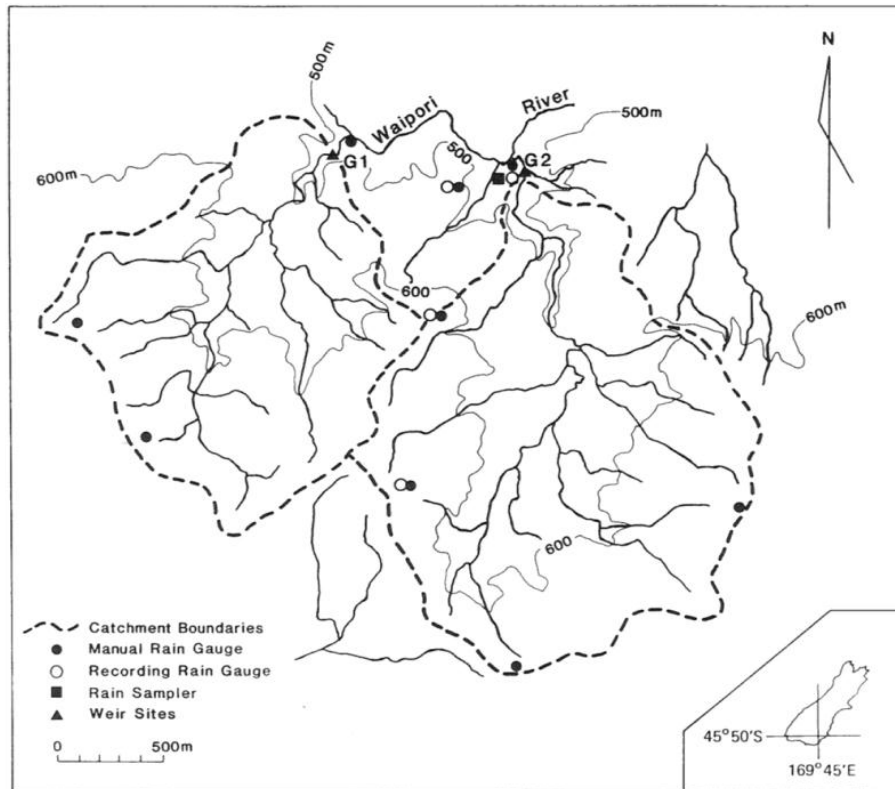 N
500m
Waipori
River
500m
G1
500
G2
600m
600
600m
600
Catchment Boundaries
Manual Rain Gauge
Recording Rain Gauge
Rain Sampler
Weir Sites
0 500m
45°50'S
169°45'E